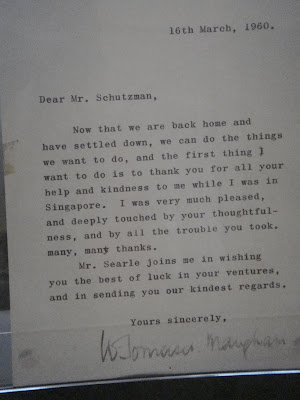 16th March, 1960.
Dear Mr. Schutzman,
Now that we are back home and
have settled down, we can do the things
we want to do, and the first thing I
want to do is to thank you for all your
help and kindness to me while I was in
Singapore. I was very much pleased,
and deeply touched by your thoughtful-
ness, and by all the trouble you took.
many, many thanks.
Mr. Searle joins me in wishing
you the best of luck in your ventures,
and in sending you our kindest regards.
Yours sincerely,
W. Somerset Maugham